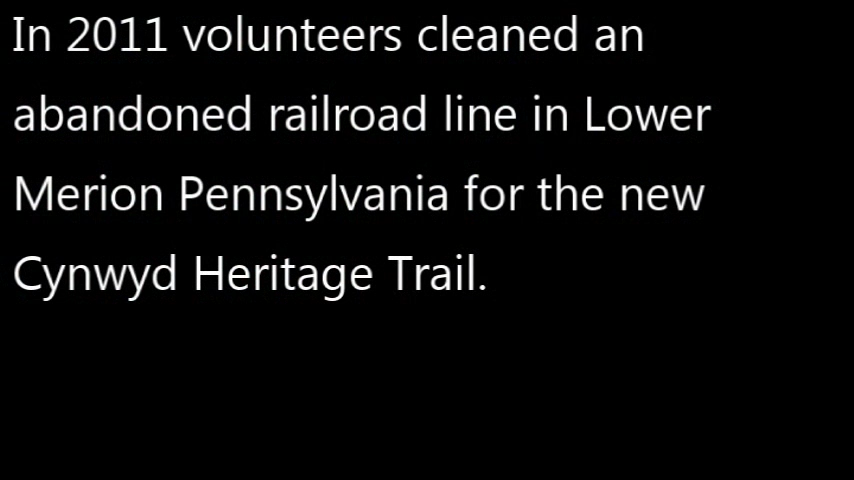 In 2011 volunteers cleaned an
abandoned railroad line in Lower
Merion Pennsylvania for the new
Cynwyd Heritage Trail.